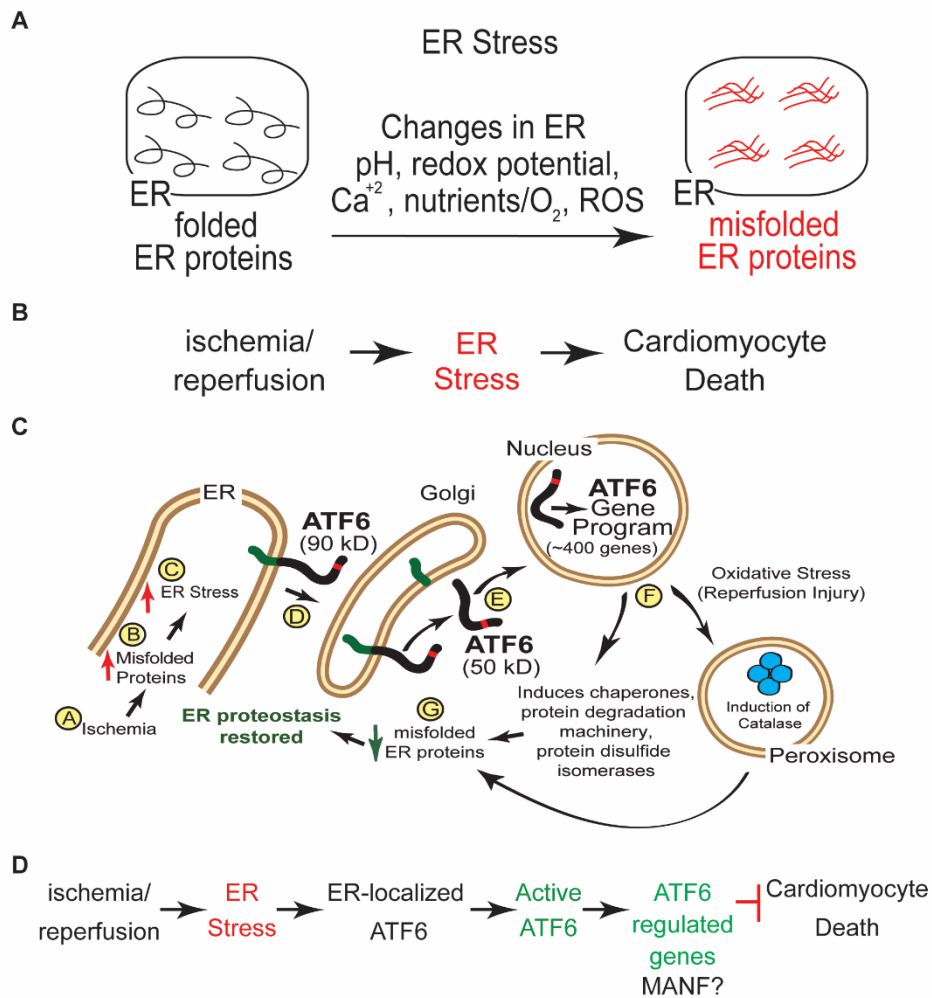 A
ER Stress
Changes in ER
pH, redox potential,
Ca+2, nutrients/O2, ROS
ER
folded
ER proteins
ER
misfolded
ER proteins
B
ischemia/
reperfusion
ER
Stress
Cardiomyocyte
Death
C
ER
ATF6
(90 kD)
Golgi
Nucleus
ATF6
Gene
Program
(~400 genes)
C
ER Stress
B
Misfolded
Proteins
A
Ischemia
D
E
ATF6
(50 kD)
F
Oxidative Stress
(Reperfusion Injury)
Induction of
Catalase
Peroxisome
Induces chaperones,
protein degradation
machinery,
protein disulfide
isomerases
G
misfolded
ER proteins
ER proteostasis
restored
D
ischemia/
reperfusion
ER
Stress
ER-localized
ATF6
Active
ATF6
ATF6
regulated
genes
MANF?
Cardiomyocyte
Death